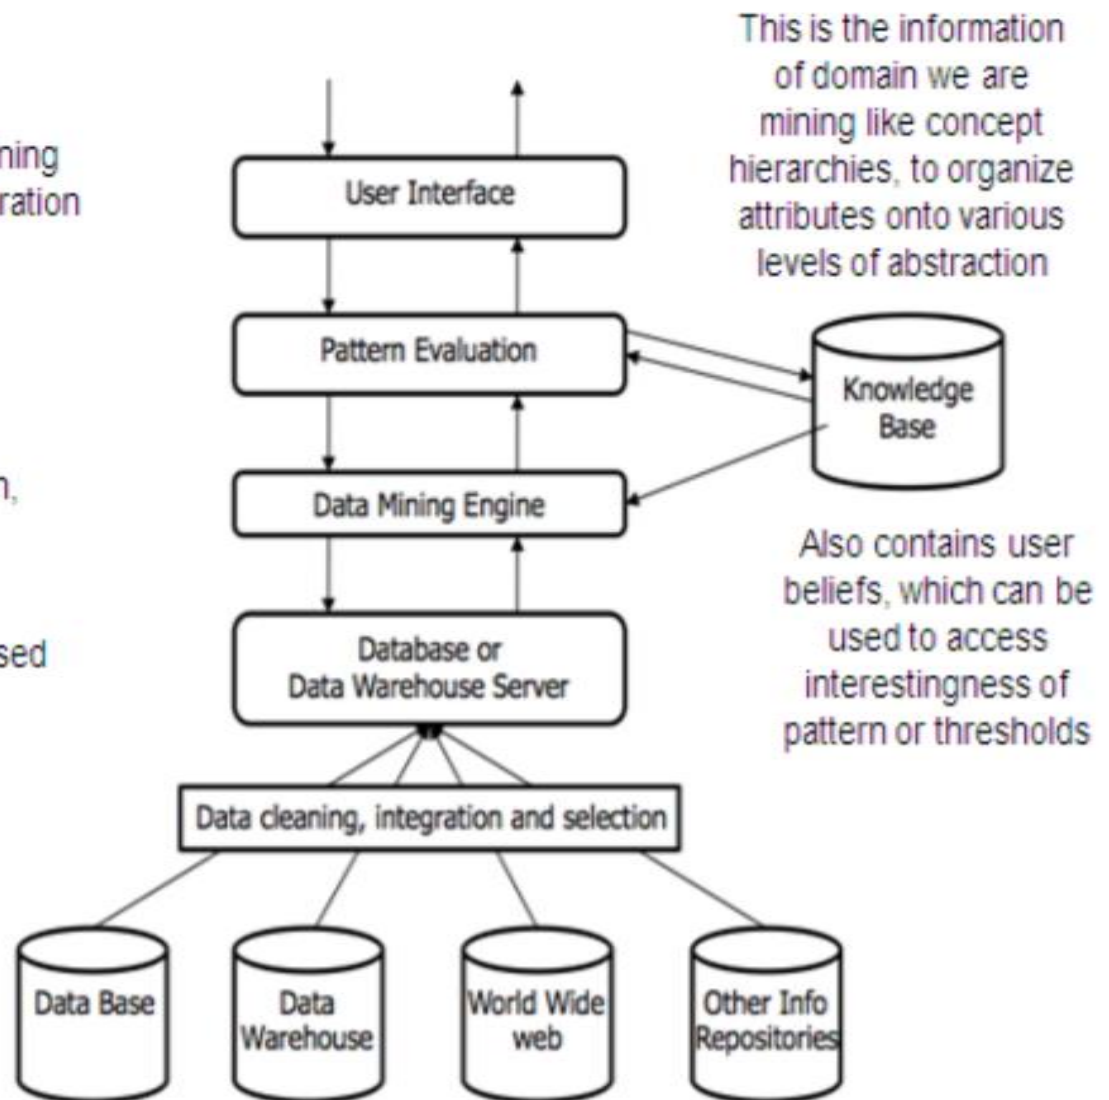 This is the information
of domain we are
mining like concept
hierarchies, to organize
attributes onto various
levels of abstraction
ning
ration
User Interface
Pattern Evaluation
Knowledge
Base
n,
Data Mining Engine
Also contains user
beliefs, which can be
used to access
interestingness of
pattern or thresholds
sed
Database or
Data Warehouse Server
Data cleaning, integration and selection
Data Base
Data
Warehouse
World Wide
web
Other Info
Repositories